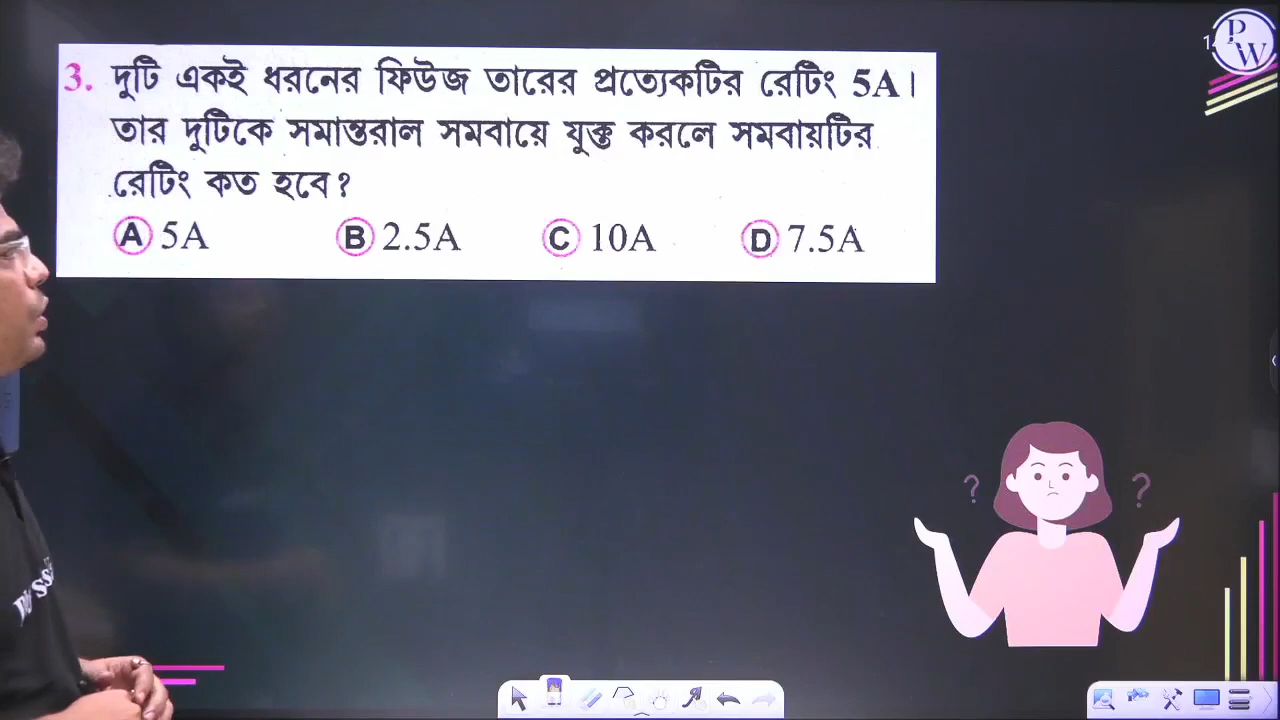 3. দুটি একই ধরনের ফিউজ তারের প্রত্যেকটির রেটিং 5A।
তার দুটিকে সমান্তরাল সমবায়ে যুক্ত করলে সমবায়টির
রেটিং কত হবে?
A 5A B 2.5A C 10A D 7.5A
PW
? ?